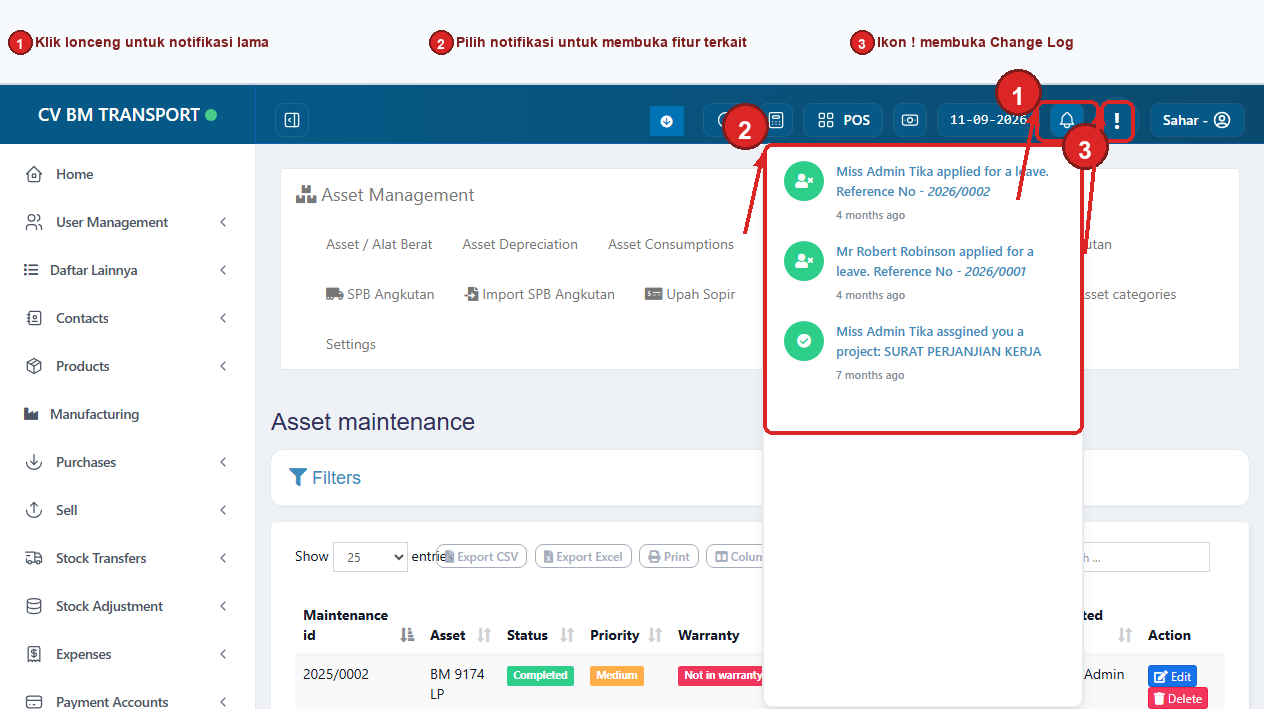 1 Klik lonceng untuk notifikasi lama
2 Pilih notifikasi untuk membuka fitur terkait
3 Ikon ! membuka Change Log
CV BM TRANSPORT
POS
11-09-2026
!
Sahar -
1
2
3
Home
User Management
Daftar Lainnya
Contacts
Products
Manufacturing
Purchases
Sell
Stock Transfers
Stock Adjustment
Expenses
Payment Accounts
Asset Management
Asset / Alat Berat
Asset Depreciation
Asset Consumptions
SPB Angkutan
Import SPB Angkutan
Upah Sopir
sset categories
Settings
Miss Admin Tika applied for a leave.
Reference No - 2026/0002
4 months ago
Mr Robert Robinson applied for a
leave. Reference No - 2026/0001
4 months ago
Miss Admin Tika assgined you a
project: SURAT PERJANJIAN KERJA
7 months ago
Asset maintenance
Filters
Show 25 entries
Export CSV
Export Excel
Print
Colum
h ...
Maintenance
id
Asset
Status
Priority
Warranty
ted
Action
2025/0002
BM 9174
LP
Completed
Medium
Not in warranty
Admin
Edit
Delete